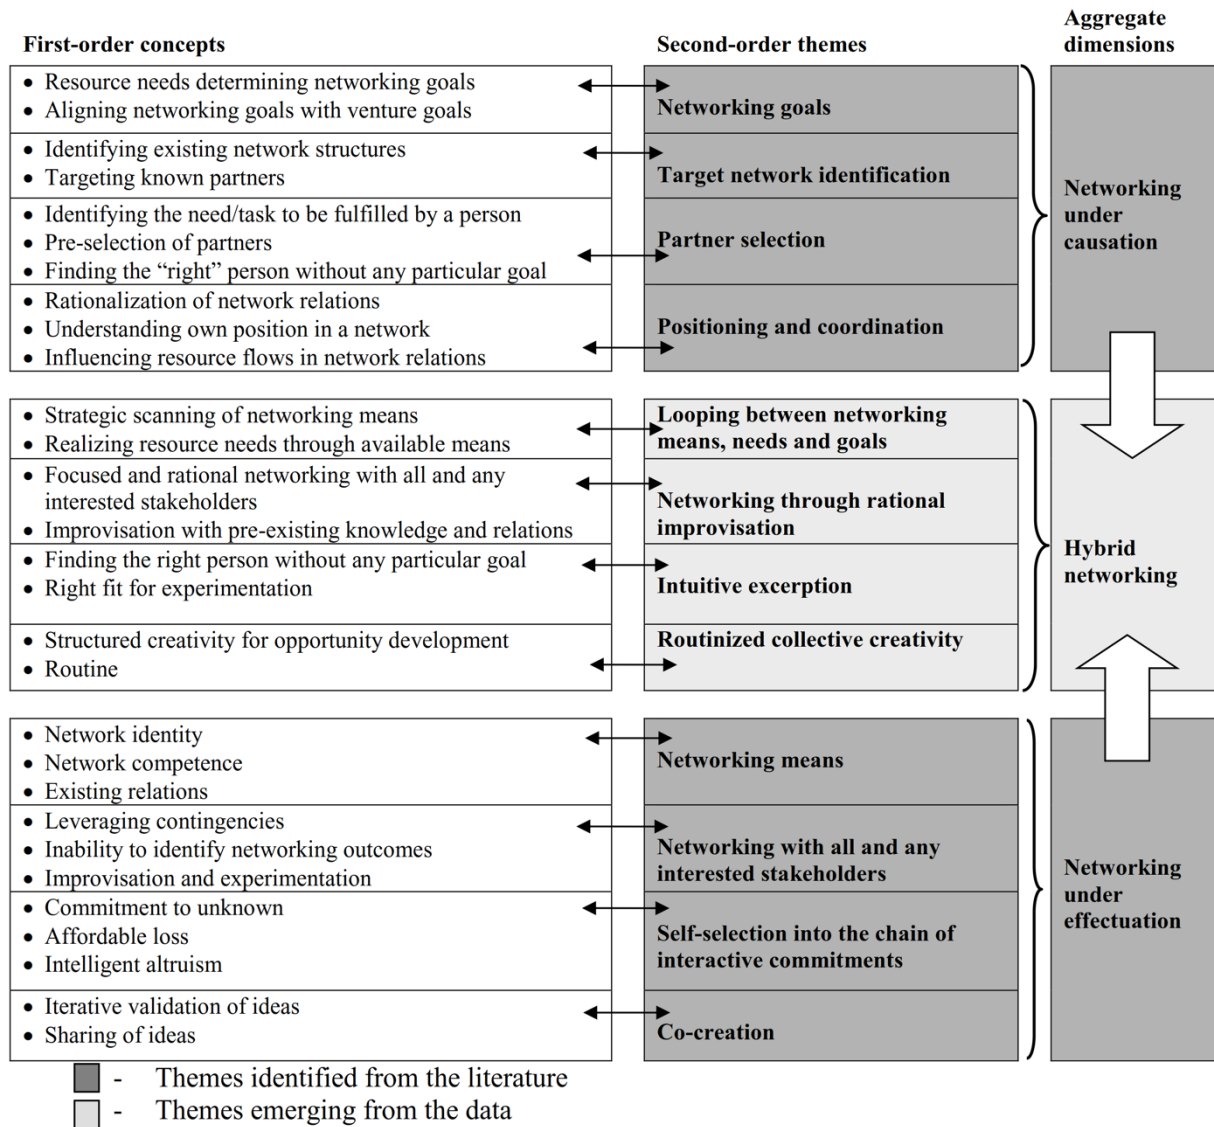 First-order concepts
Second-order themes
Aggregate
dimensions
• Resource needs determining networking goals
• Aligning networking goals with venture goals
Networking goals
• Identifying existing network structures
• Targeting known partners
Target network identification
• Identifying the need/task to be fulfilled by a person
• Pre-selection of partners
• Finding the “right” person without any particular goal
Partner selection
• Rationalization of network relations
• Understanding own position in a network
• Influencing resource flows in network relations
Positioning and coordination
Networking
under
causation
• Strategic scanning of networking means
• Realizing resource needs through available means
Looping between networking
means, needs and goals
• Focused and rational networking with all and any
interested stakeholders
• Improvisation with pre-existing knowledge and relations
Networking through rational
improvisation
• Finding the right person without any particular goal
• Right fit for experimentation
Intuitive excerption
• Structured creativity for opportunity development
• Routine
Routinized collective creativity
Hybrid
networking
• Network identity
• Network competence
• Existing relations
Networking means
• Leveraging contingencies
• Inability to identify networking outcomes
• Improvisation and experimentation
Networking with all and any
interested stakeholders
• Commitment to unknown
• Affordable loss
• Intelligent altruism
Self-selection into the chain of
interactive commitments
• Iterative validation of ideas
• Sharing of ideas
Co-creation
Networking
under
effectuation
- Themes identified from the literature
- Themes emerging from the data